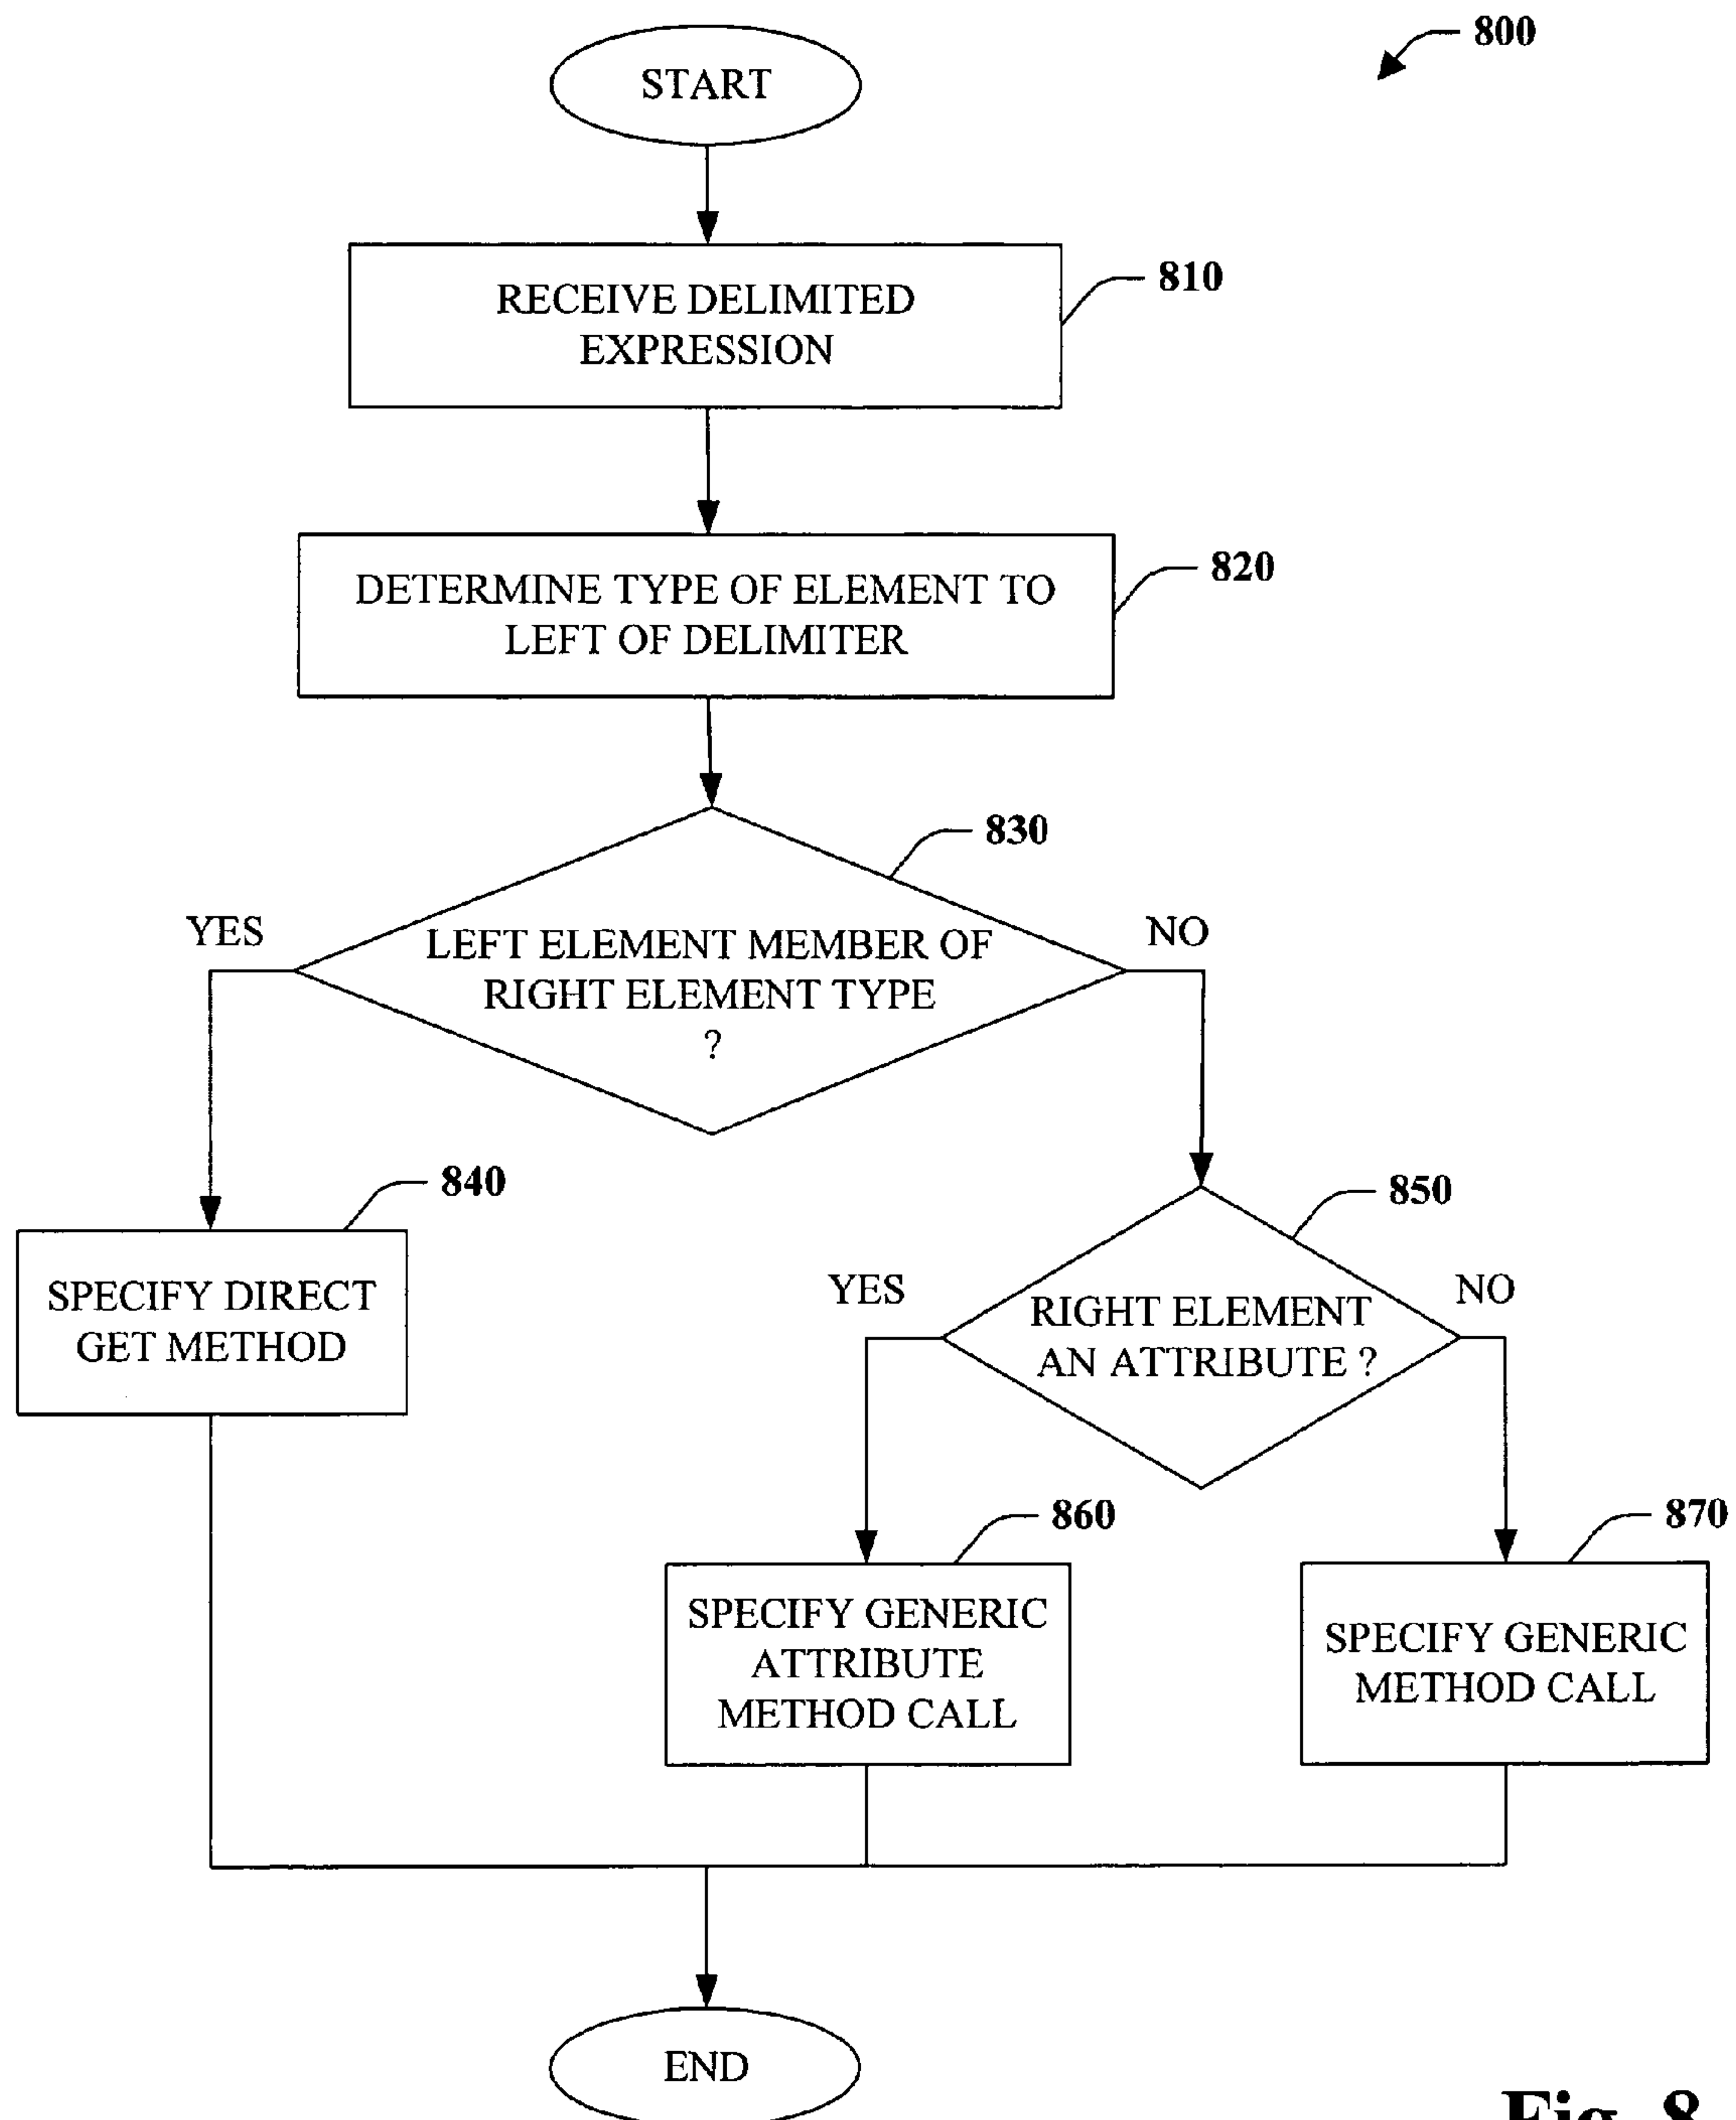 800
START
RECEIVE DELIMITED
EXPRESSION
810
DETERMINE TYPE OF ELEMENT TO
LEFT OF DELIMITER
820
830
YES
NO
LEFT ELEMENT MEMBER OF
RIGHT ELEMENT TYPE
?
840
SPECIFY DIRECT
GET METHOD
850
YES
NO
RIGHT ELEMENT
AN ATTRIBUTE ?
860
SPECIFY GENERIC
ATTRIBUTE
METHOD CALL
870
SPECIFY GENERIC
METHOD CALL
END
Fig. 8